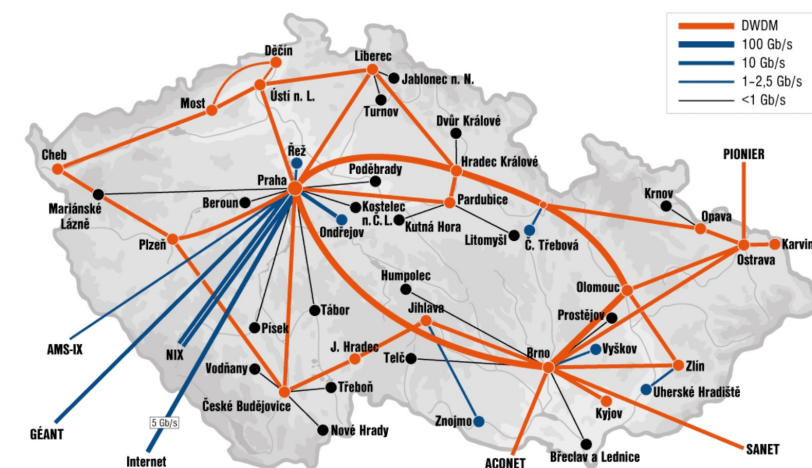 DWDM
100 Gb/s
10 Gb/s
1–2,5 Gb/s
<1 Gb/s
Děčín
Liberec
Jablonec n. N.
Ústí n. L.
Most
Turnov
Dvůr Králové
Řež
Cheb
Hradec Králové
PIONIER
Poděbrady
Praha
Mariánské
Lázně
Beroun
Kostelec
n. Č. L.
Pardubice
Krnov
Opava
Ondřejov
Kutná Hora
Plzeň
Litomyšl
Č. Třebová
Ostrava
Karvin
Humpolec
Olomouc
Tábor
Jihlava
Prostějov
Písek
AMS-IX
NIX
J. Hradec
Telč
Brno
Vyškov
Vodňany
Zlín
Třeboň
Uherské Hradiště
České Budějovice
Kyjov
GÉANT
5 Gb/s
Znojmo
Nové Hrady
SANET
Internet
ACONET
Břeclav a Lednice